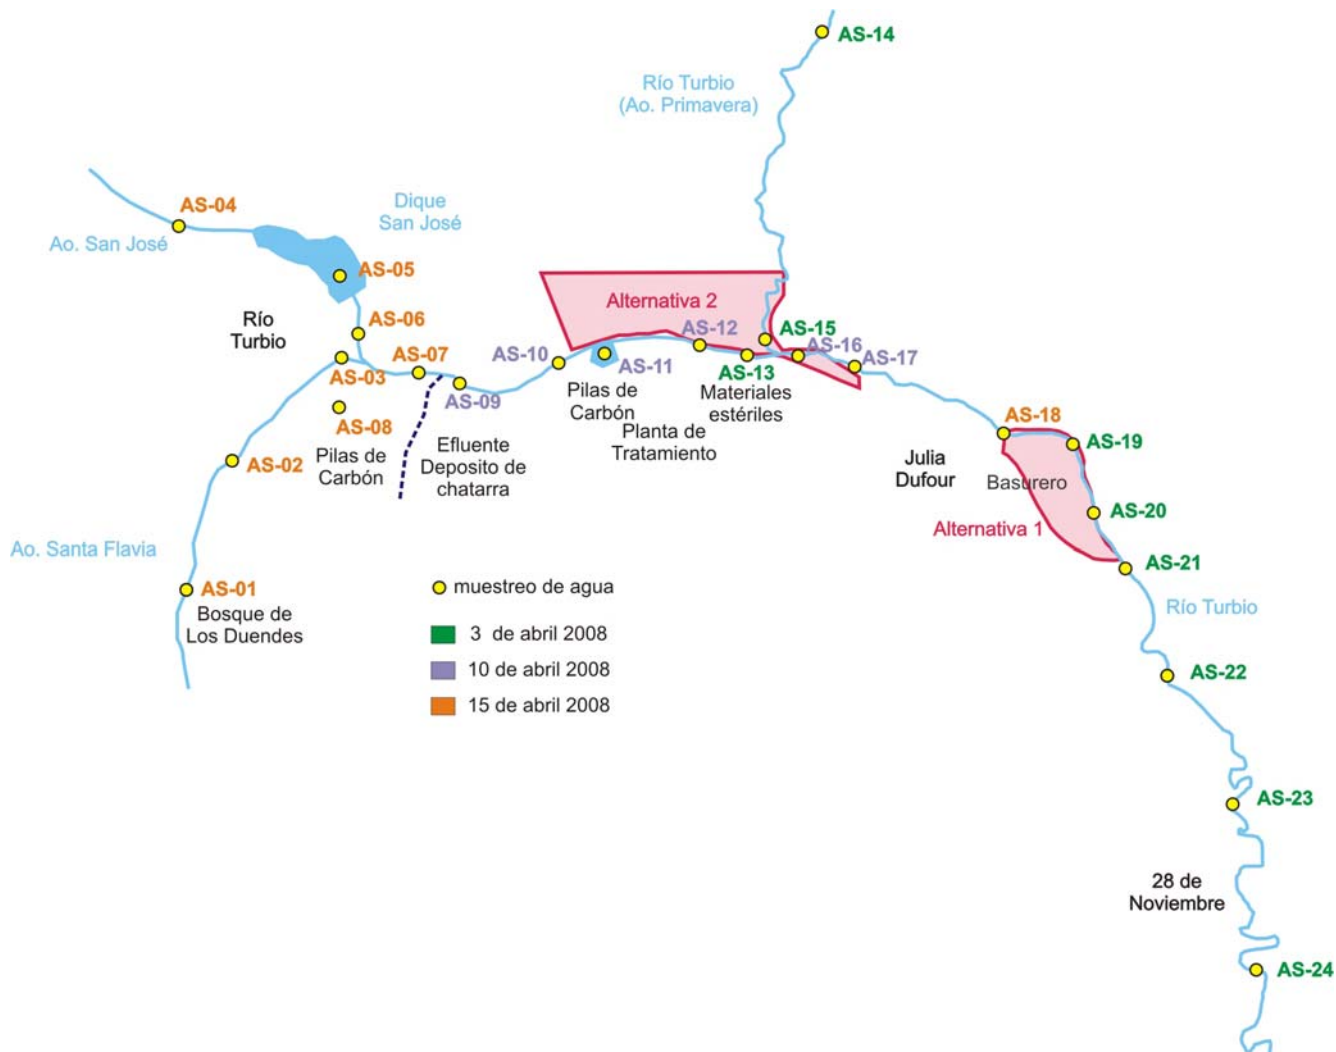 AS-14
Río Turbio
(Ao. Primavera)
AS-04
Dique
San José
Ao. San José
AS-05
Alternativa 2
Río
Turbio
AS-06
AS-12
AS-15
AS-16
AS-10
AS-07
AS-11
AS-13
AS-17
AS-03
AS-09
Pilas de
Carbón
Materiales
estériles
AS-08
AS-18
AS-19
Planta de
Tratamiento
Efluente
Deposito de
chatarra
Pilas de
Carbón
AS-02
Julia
Dufour
Basurero
AS-20
Alternativa 1
Ao. Santa Flavia
AS-21
AS-01
muestreo de agua
Río Turbio
Bosque de
Los Duendes
3 de abril 2008
10 de abril 2008
15 de abril 2008
AS-22
AS-23
28 de
Noviembre
AS-24